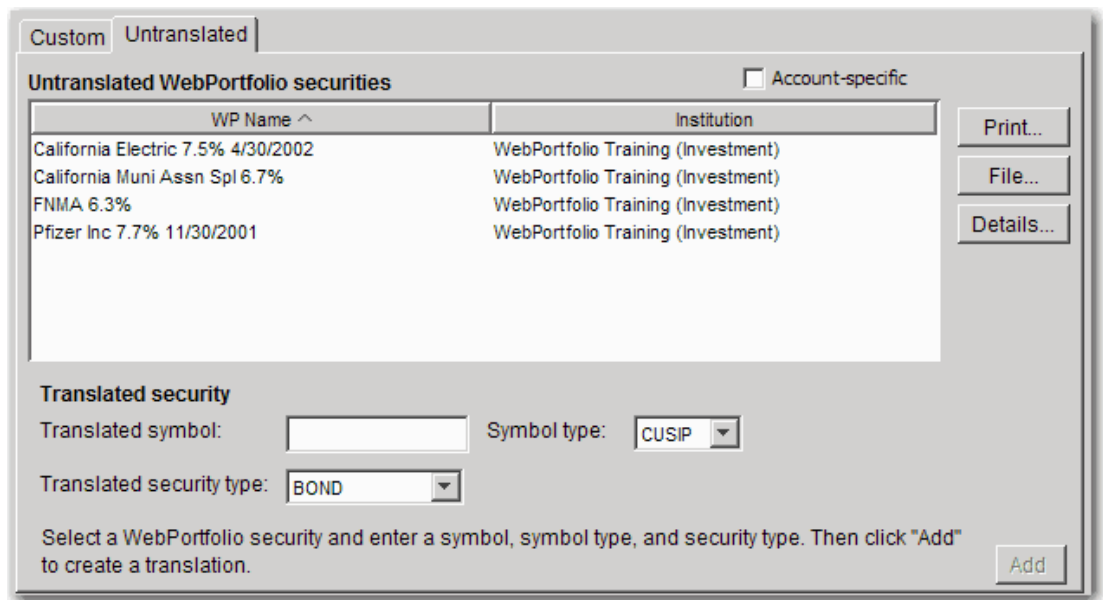 Custom Untranslated
Untranslated WebPortfolio securities Account-specific
WP Name Institution
California Electric 7.5% 4/30/2002 WebPortfolio Training (Investment)
California Muni Assn Spl 6.7% WebPortfolio Training (Investment)
FNMA 6.3% WebPortfolio Training (Investment)
Pfizer Inc 7.7% 11/30/2001 WebPortfolio Training (Investment)
Print...
File...
Details...
Translated security
Translated symbol: Symbol type: CUSIP
Translated security type: BOND
Select a WebPortfolio security and enter a symbol, symbol type, and security type. Then click "Add"
to create a translation.
Add